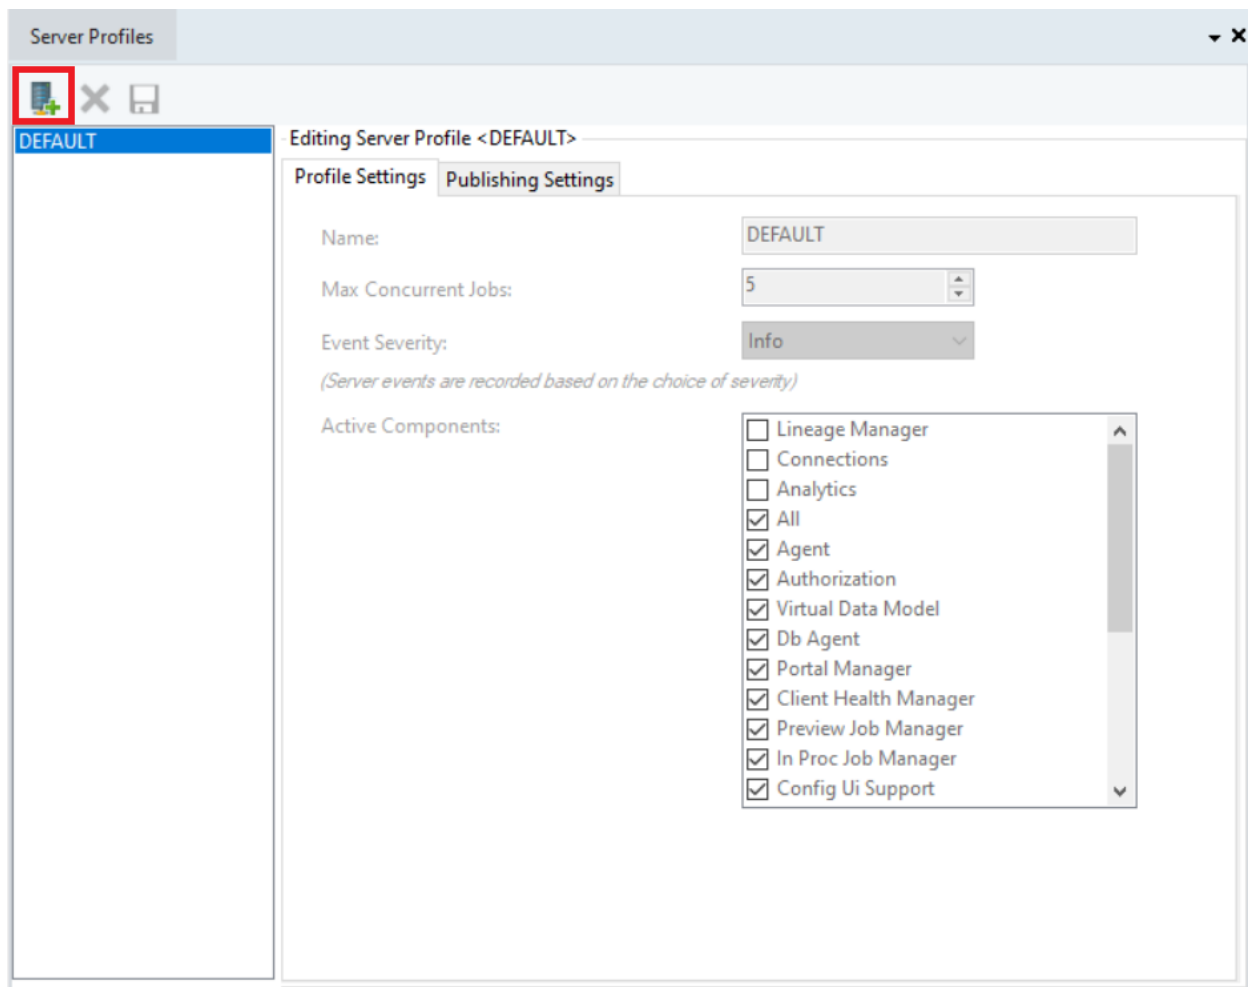 Server Profiles
DEFAULT
Editing Server Profile <DEFAULT>
Profile Settings
Publishing Settings
Name:
DEFAULT
Max Concurrent Jobs:
5
Event Severity:
Info
(Server events are recorded based on the choice of severity)
Active Components:
Lineage Manager
Connections
Analytics
All
Agent
Authorization
Virtual Data Model
Db Agent
Portal Manager
Client Health Manager
Preview Job Manager
In Proc Job Manager
Config Ui Support